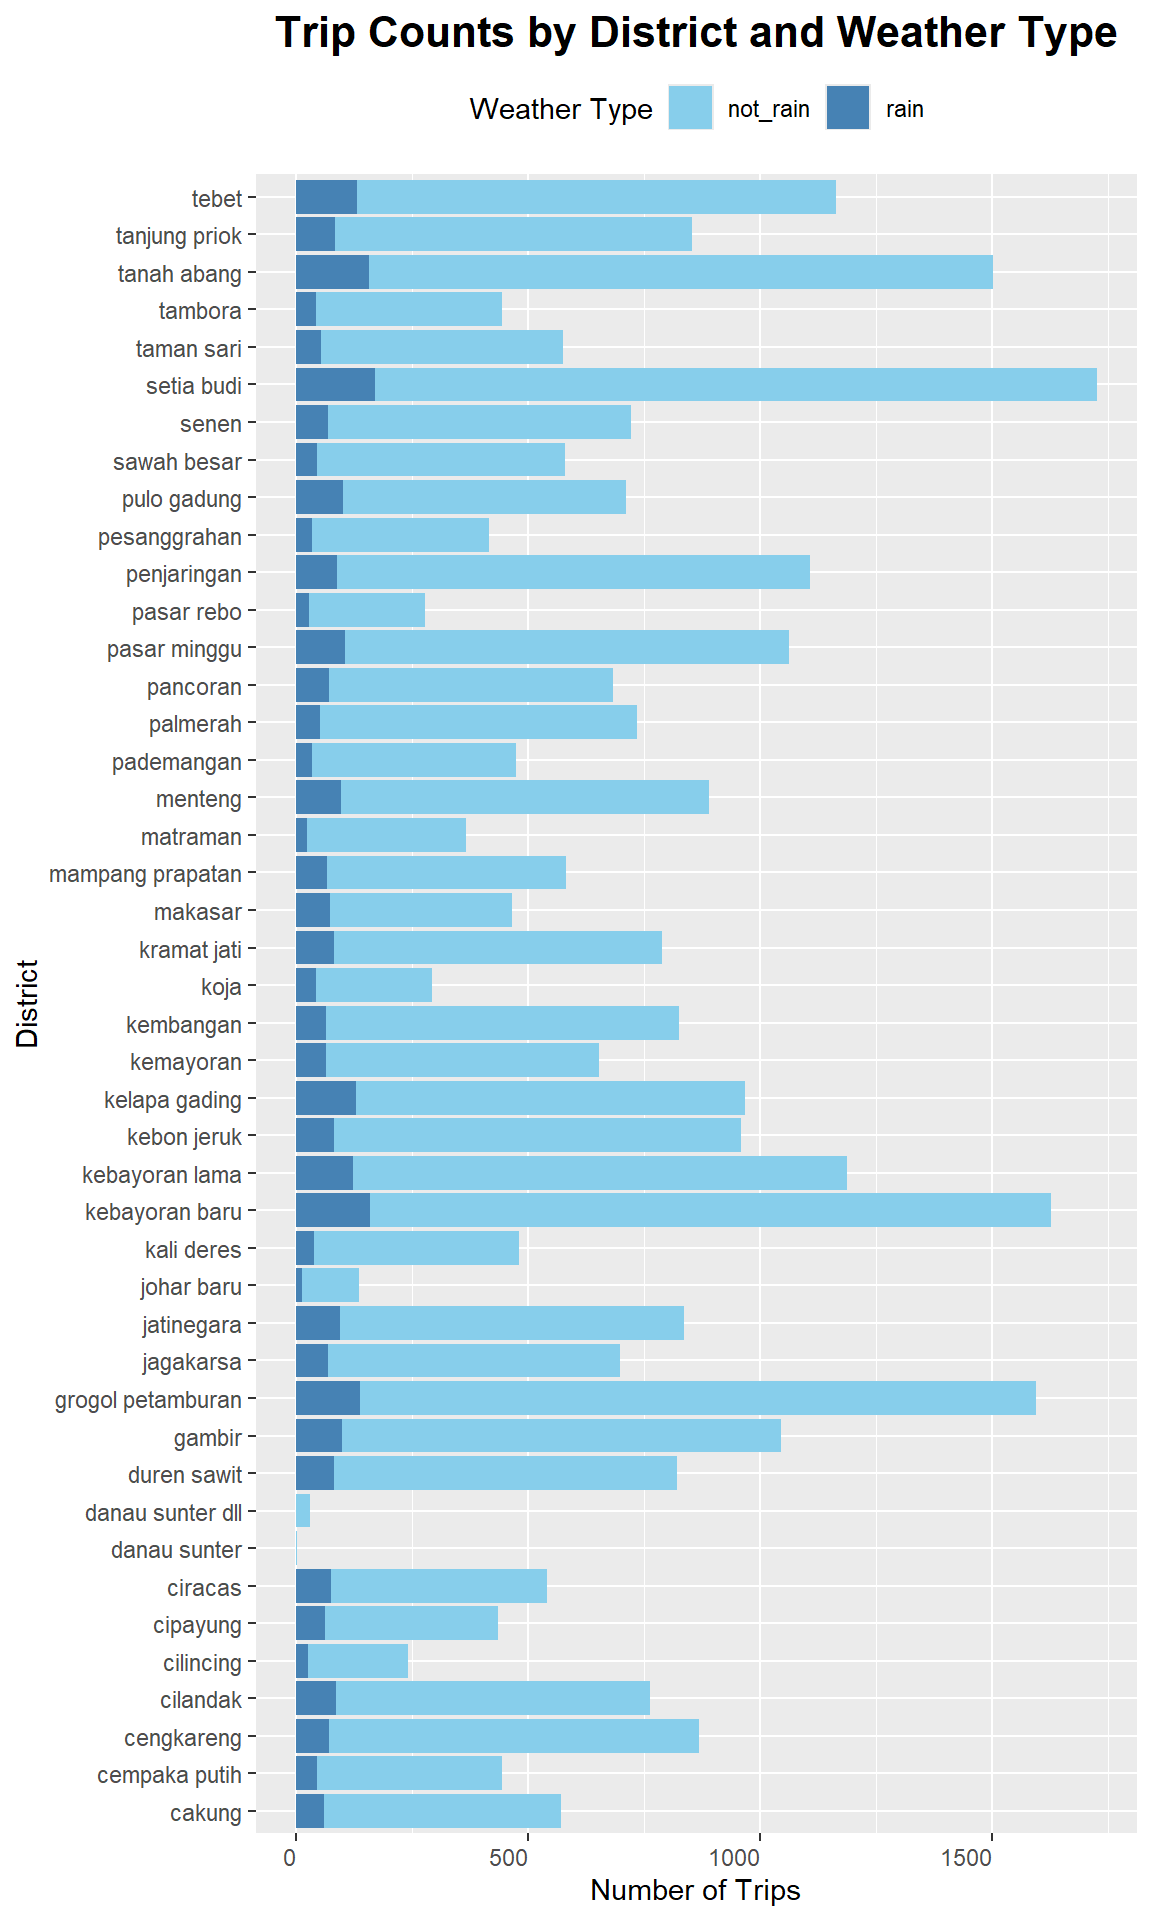 Trip Counts by District and Weather Type
Weather Type not_rain rain
tebet
tanjung priok
tanah abang
tambora
taman sari
setia budi
senen
sawah besar
pulo gadung
pesanggrahan
penjaringan
pasar rebo
pasar minggu
pancoran
palmerah
pademangan
menteng
matraman
mampang prapatan
makasar
kramat jati
koja
kembangan
kemayoran
kelapa gading
kebon jeruk
kebayoran lama
kebayoran baru
kali deres
johar baru
jatinegara
jagakarsa
grogol petamburan
gambir
duren sawit
danau sunter dll
danau sunter
ciracas
cipayung
cilincing
cilandak
cengkareng
cempaka putih
cakung
District
0 500 1000 1500
Number of Trips